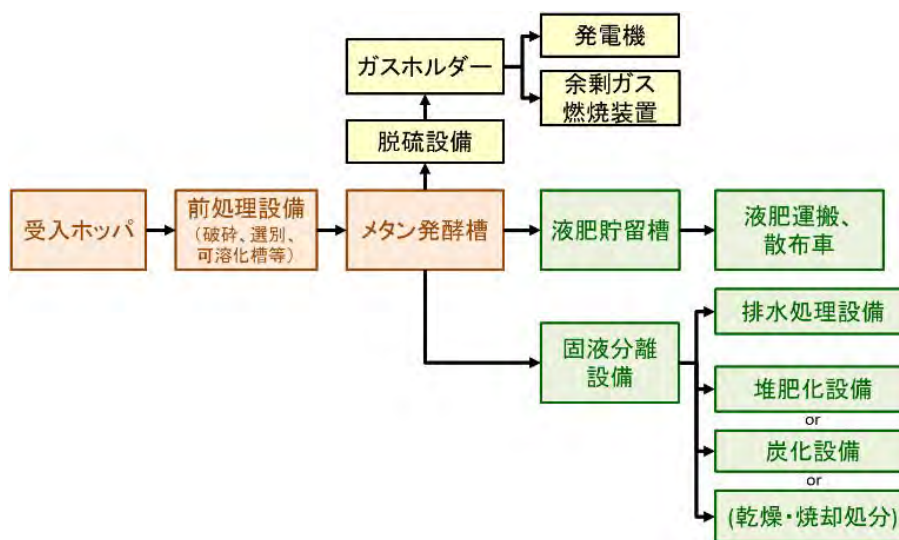 発電機
ガスホルダー
余剰ガス
燃焼装置
脱硫設備
受入ホッパ
前処理設備
（破砕、選別、
可溶化槽等）
メタン発酵槽
液肥貯留槽
液肥運搬、
散布車
固液分離
設備
排水処理設備
堆肥化設備
or
炭化設備
or
(乾燥・焼却処分)